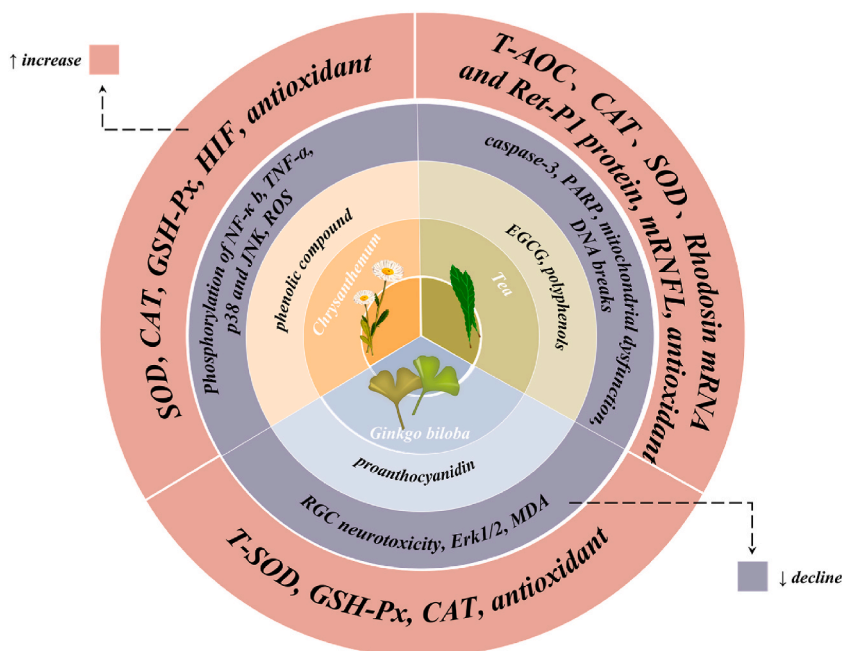 ↑ increase
SOD, CAT, GSH-Px, HIF, antioxidant
T-AOC、CAT、SOD、Rhodosin mRNA
and Ret-P1 protein, mRNFL, antioxidant
Phosphorylation of NF-κ b, TNF-α,
p38 and JNK, ROS
caspase-3, PARP, mitochondrial dysfunction,
DNA breaks
phenolic compound
Chrysanthemum
EGCG, polyphenols
Tea
Ginkgo biloba
proanthocyanidin
RGC neurotoxicity, Erk1/2, MDA
T-SOD, GSH-Px, CAT, antioxidant
↓ decline